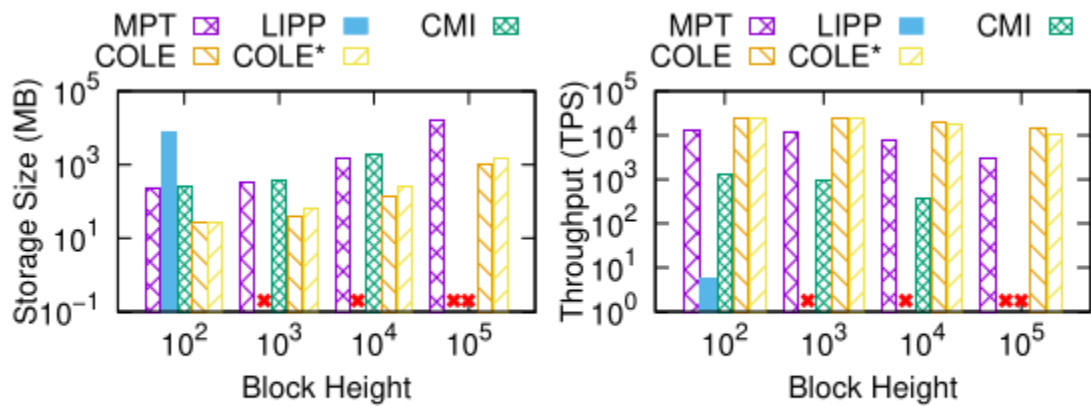 MPT LIPP CMI
COLE COLE*
Storage Size (MB)
10^5
10^3
10^1
10^-1
10^2 10^3 10^4 10^5
Block Height
MPT LIPP CMI
COLE COLE*
Throughput (TPS)
10^5
10^4
10^3
10^2
10^1
10^0
10^2 10^3 10^4 10^5
Block Height